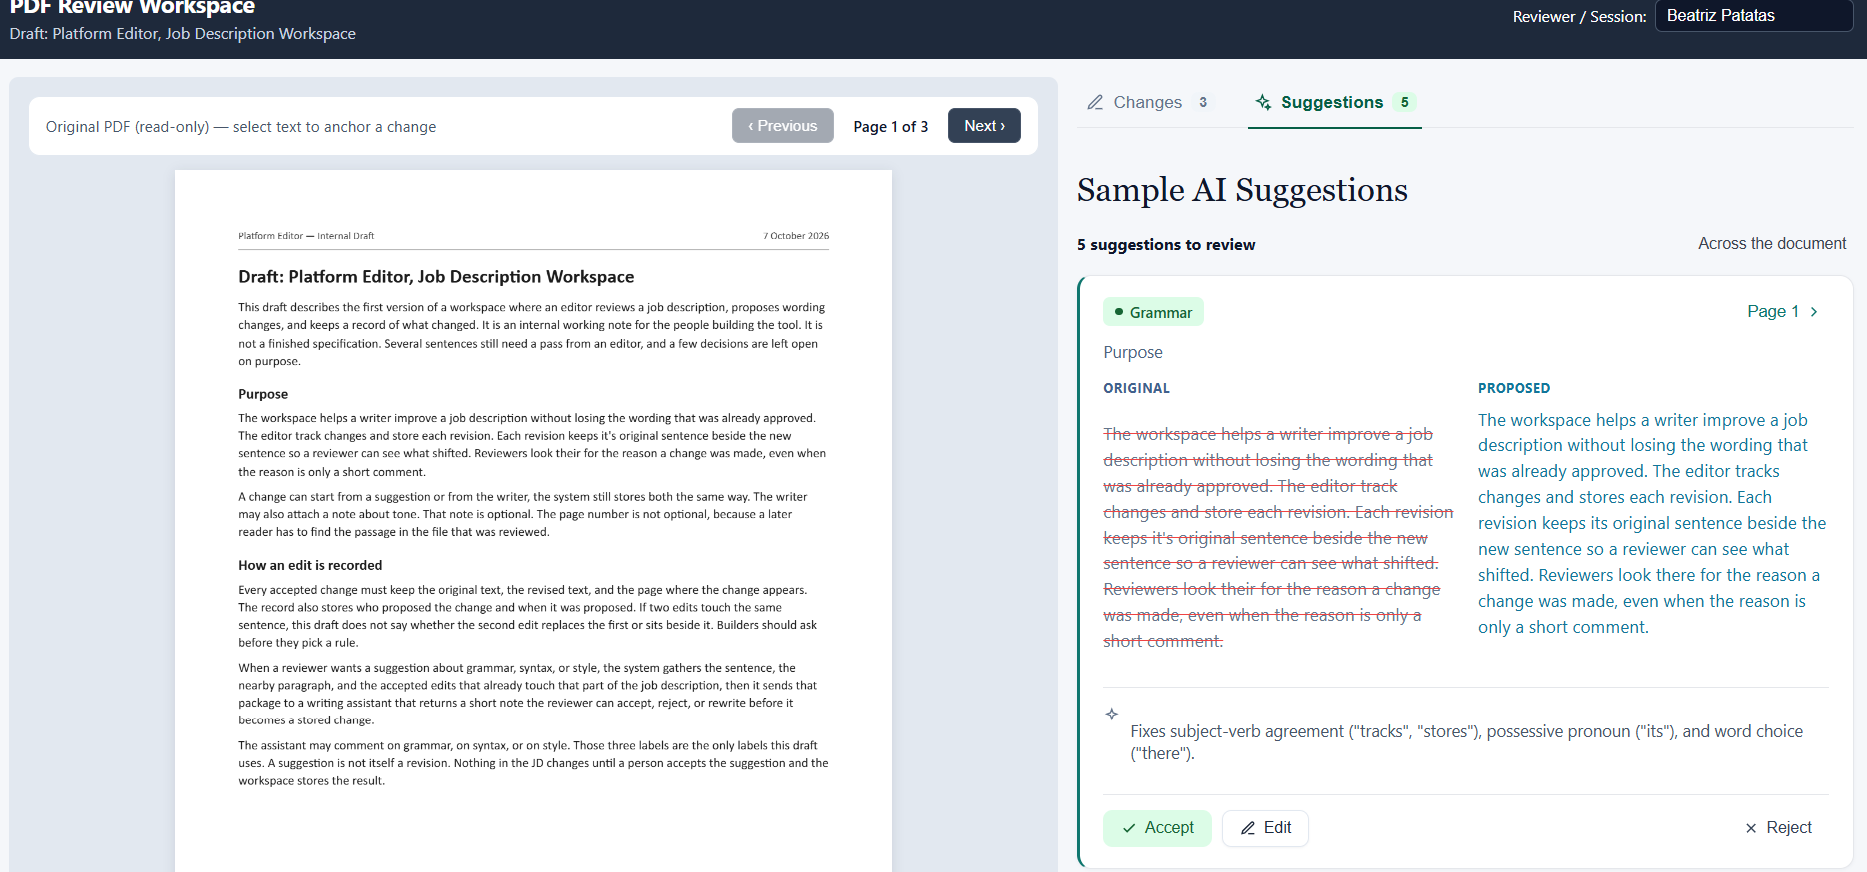 PDF Review Workspace
Draft: Platform Editor, Job Description Workspace
Reviewer / Session:
Beatriz Patatas
Original PDF (read-only) — select text to anchor a change
‹ Previous
Page 1 of 3
Next ›
Platform Editor — Internal Draft
7 October 2026
Draft: Platform Editor, Job Description Workspace
This draft describes the first version of a workspace where an editor reviews a job description, proposes wording
changes, and keeps a record of what changed. It is an internal working note for the people building the tool. It is
not a finished specification. Several sentences still need a pass from an editor, and a few decisions are left open
on purpose.
Purpose
The workspace helps a writer improve a job description without losing the wording that was already approved.
The editor track changes and store each revision. Each revision keeps it's original sentence beside the new
sentence so a reviewer can see what shifted. Reviewers look their for the reason a change was made, even when
the reason is only a short comment.
A change can start from a suggestion or from the writer, the system still stores both the same way. The writer
may also attach a note about tone. That note is optional. The page number is not optional, because a later
reader has to find the passage in the file that was reviewed.
How an edit is recorded
Every accepted change must keep the original text, the revised text, and the page where the change appears.
The record also stores who proposed the change and when it was proposed. If two edits touch the same
sentence, this draft does not say whether the second edit replaces the first or sits beside it. Builders should ask
before they pick a rule.
When a reviewer wants a suggestion about grammar, syntax, or style, the system gathers the sentence, the
nearby paragraph, and the accepted edits that already touch that part of the job description, then it sends that
package to a writing assistant that returns a short note the reviewer can accept, reject, or rewrite before it
becomes a stored change.
The assistant may comment on grammar, on syntax, or on style. Those three labels are the only labels this draft
uses. A suggestion is not itself a revision. Nothing in the JD changes until a person accepts the suggestion and the
workspace stores the result.
Changes 3
Suggestions 5
Sample AI Suggestions
5 suggestions to review
Across the document
Grammar
Page 1
Purpose
ORIGINAL
The workspace helps a writer improve a job
description without losing the wording that
was already approved. The editor track
changes and store each revision. Each revision
keeps it's original sentence beside the new
sentence so a reviewer can see what shifted.
Reviewers look their for the reason a change
was made, even when the reason is only a
short comment.
PROPOSED
The workspace helps a writer improve a job
description without losing the wording that
was already approved. The editor tracks
changes and stores each revision. Each
revision keeps its original sentence beside the
new sentence so a reviewer can see what
shifted. Reviewers look there for the reason a
change was made, even when the reason is
only a short comment.
Fixes subject-verb agreement ("tracks", "stores"), possessive pronoun ("its"), and word choice
("there").
Accept
Edit
Reject